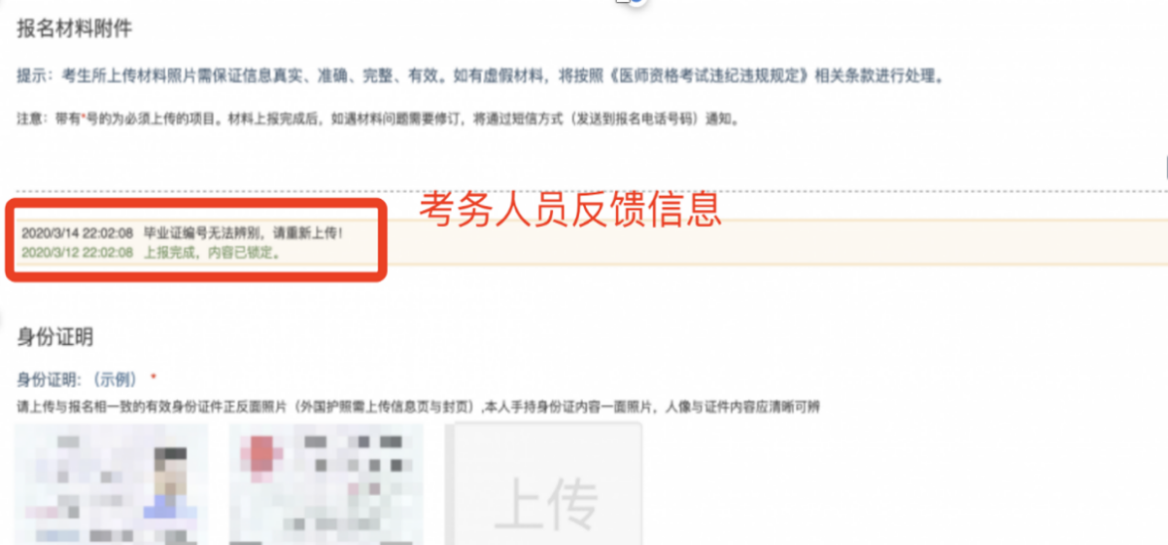 报名材料附件
提示：考生所上传材料照片需保证信息真实、准确、完整、有效。如有虚假材料，将按照《医师资格考试违纪违规规定》相关条款进行处理。
注意：带有*号的为必须上传的项目。材料上报完成后，如遇材料问题需要修订，将通过短信方式（发送到报名电话号码）通知。
考务人员反馈信息
2020/3/14 22:02:08 毕业证编号无法辨别，请重新上传！
2020/3/12 22:02:08 上报完成，内容已锁定。
身份证明
身份证明：（示例） *
请上传与报名相一致的有效身份证件正反面照片（外国护照需上传信息页与封页）,本人手持身份证内容一面照片，人像与证件内容应清晰可辨
上传